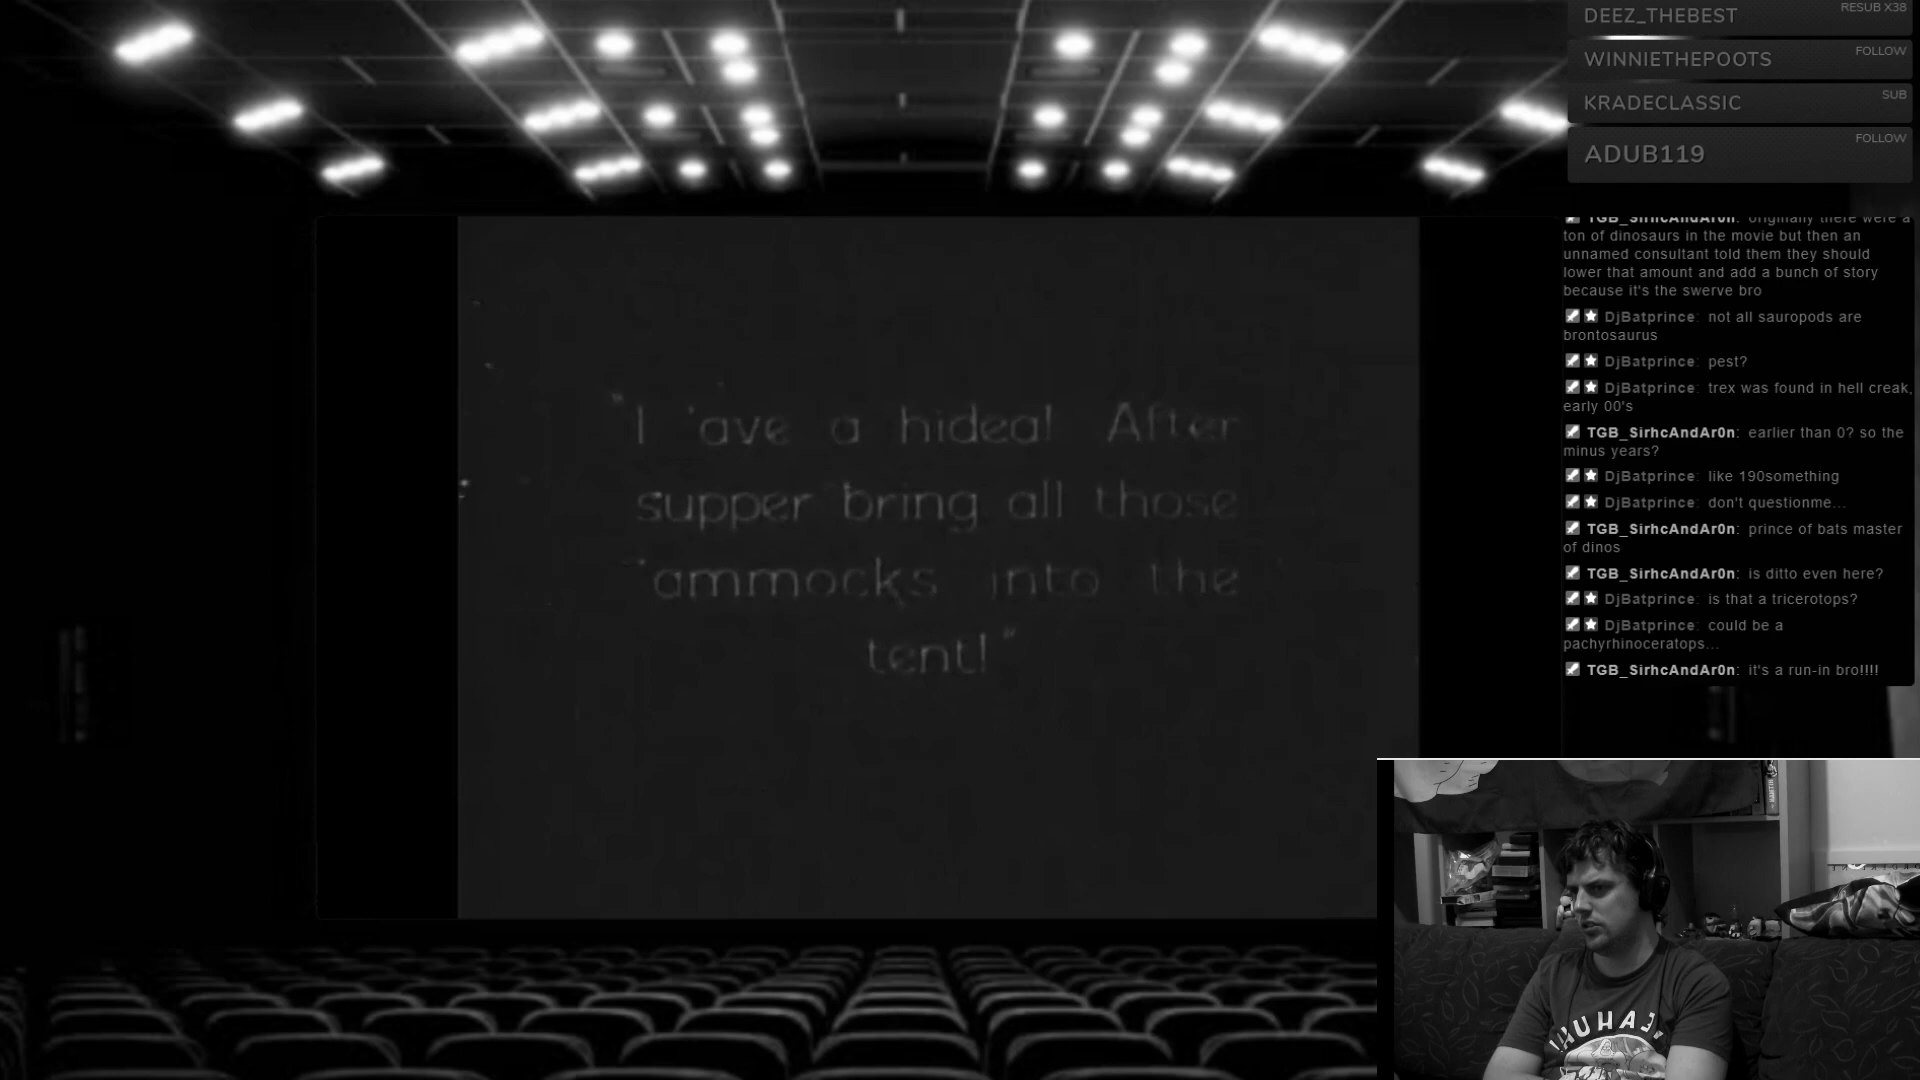 DEEZ_THEBEST
RESUB X38
WINNIETHEPOOTS
FOLLOW
KRADECLASSIC
SUB
ADUB119
FOLLOW
"I 'ave a hidea! After
supper bring all those
'ammocks into the
tent!"
TGB_SirhcAndAr0n: originally there were a
ton of dinosaurs in the movie but then an
unnamed consultant told them they should
lower that amount and add a bunch of story
because it's the swerve bro
DjBatprince: not all sauropods are
brontosaurus
DjBatprince: pest?
DjBatprince: trex was found in hell creak,
early 00's
TGB_SirhcAndAr0n: earlier than 0? so the
minus years?
DjBatprince: like 190something
DjBatprince: don't questionme...
TGB_SirhcAndAr0n: prince of bats master
of dinos
TGB_SirhcAndAr0n: is ditto even here?
DjBatprince: is that a tricerotops?
DjBatprince: could be a
pachyrhinoceratops...
TGB_SirhcAndAr0n: it's a run-in bro!!!!